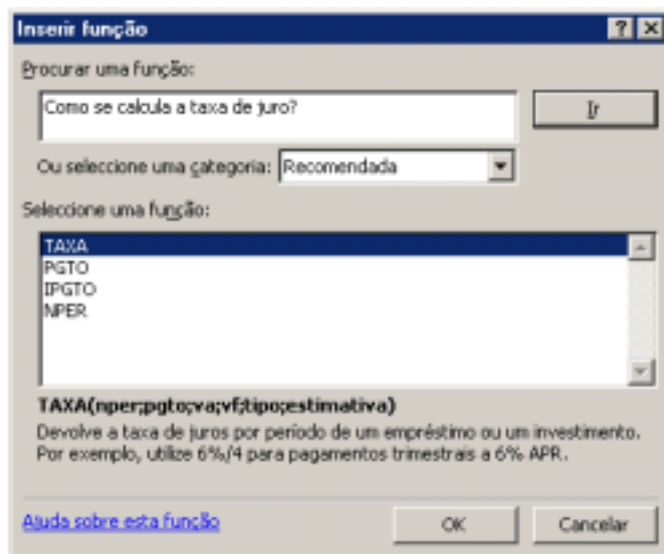 Inserir função
Procurar uma função:
Como se calcula a taxa de juro?
Ir
Ou seleccione uma categoria: Recomendada
Seleccione uma função:
TAXA
PGTO
IPGTO
NPER
TAXA(nper;pgto;va;vf;tipo;estimativa)
Devolve a taxa de juros por período de um empréstimo ou um investimento.
Por exemplo, utilize 6%/4 para pagamentos trimestrais a 6% APR.
Ajuda sobre esta função
OK
Cancelar